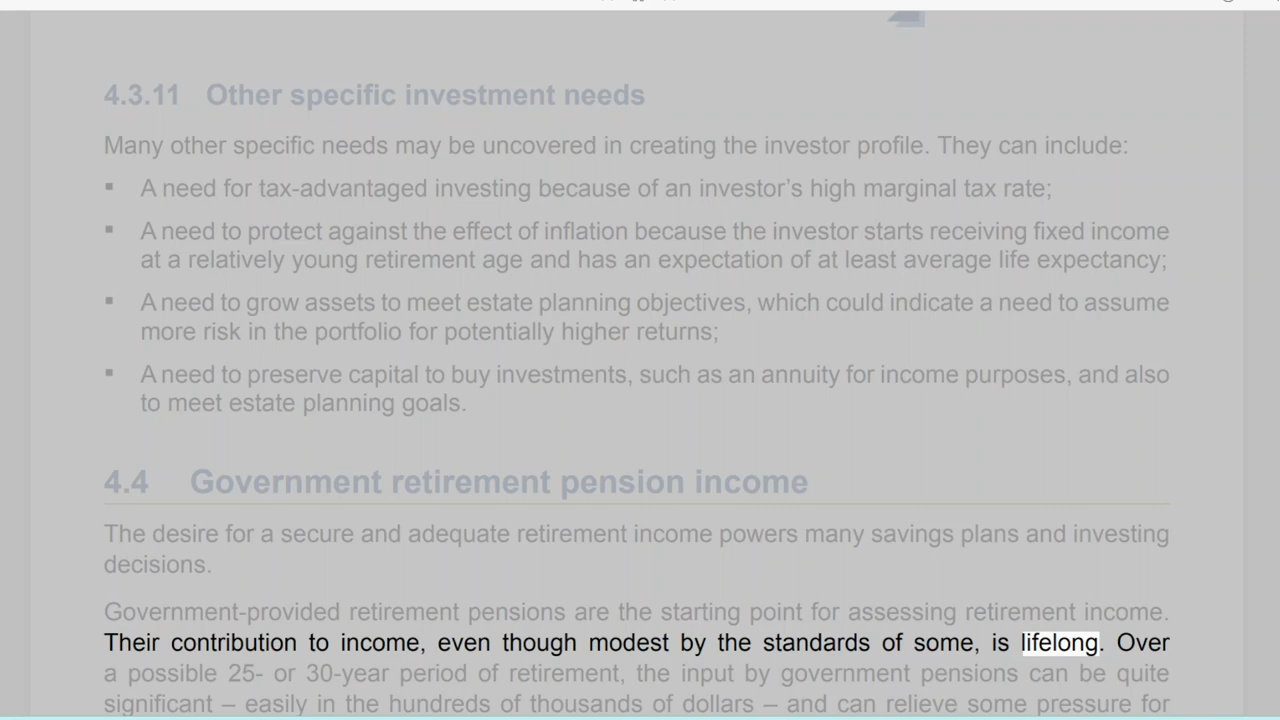 4.3.11 Other specific investment needs
Many other specific needs may be uncovered in creating the investor profile. They can include:
▪ A need for tax-advantaged investing because of an investor’s high marginal tax rate;
▪ A need to protect against the effect of inflation because the investor starts receiving fixed income
at a relatively young retirement age and has an expectation of at least average life expectancy;
▪ A need to grow assets to meet estate planning objectives, which could indicate a need to assume
more risk in the portfolio for potentially higher returns;
▪ A need to preserve capital to buy investments, such as an annuity for income purposes, and also
to meet estate planning goals.
4.4 Government retirement pension income
The desire for a secure and adequate retirement income powers many savings plans and investing
decisions.
Government-provided retirement pensions are the starting point for assessing retirement income.
Their contribution to income, even though modest by the standards of some, is lifelong. Over
a possible 25- or 30-year period of retirement, the input by government pensions can be quite
significant – easily in the hundreds of thousands of dollars – and can relieve some pressure for